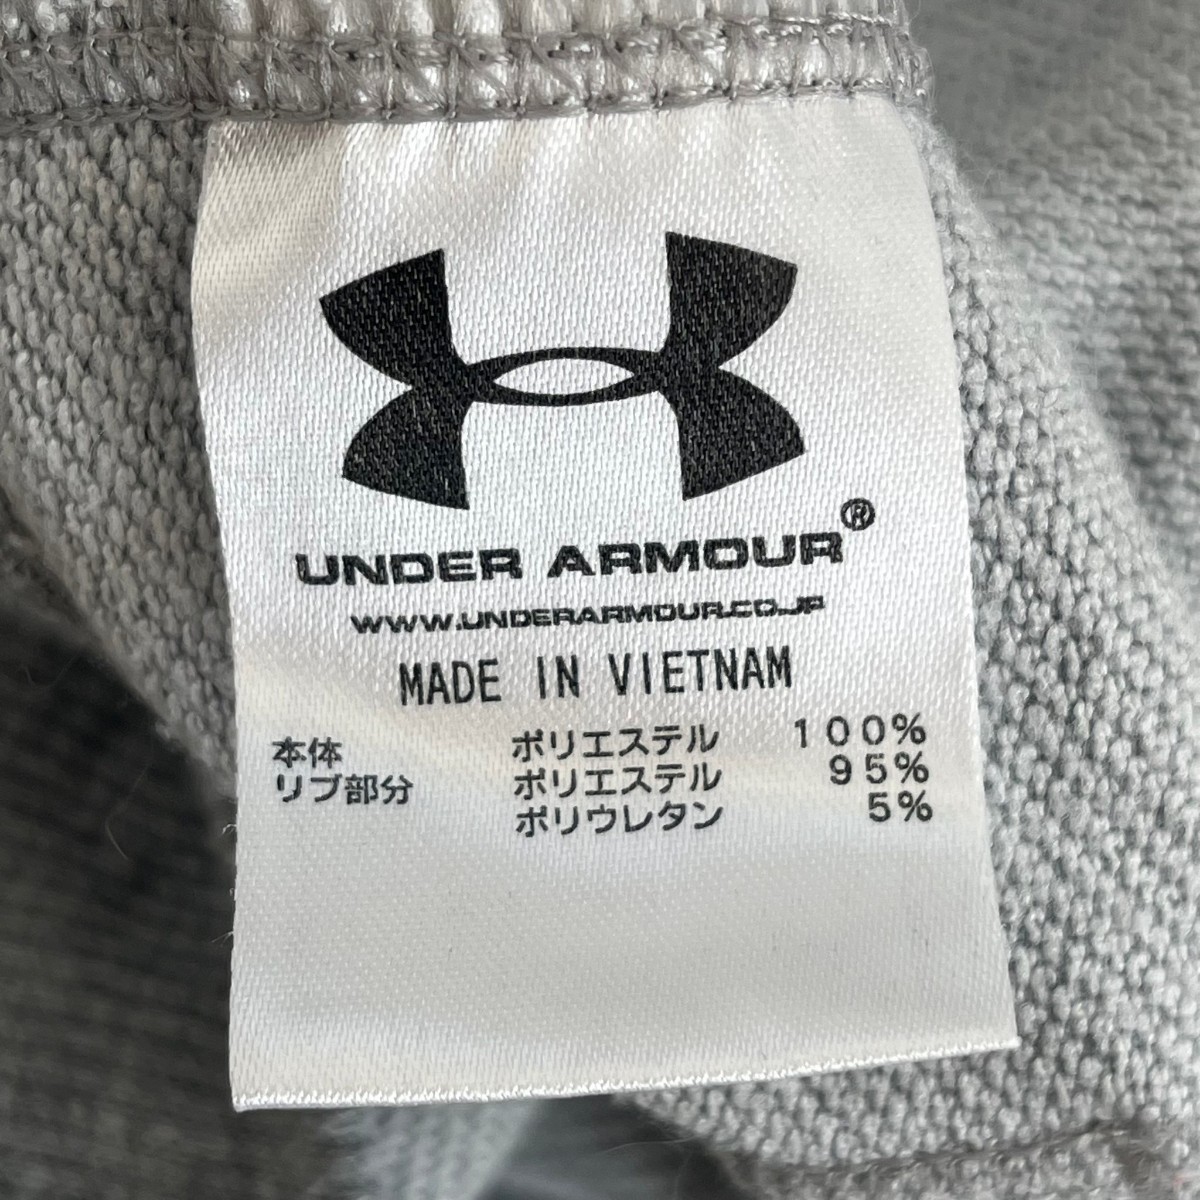 UNDER ARMOUR®
WWW.UNDERARMOUR.CO.JP
MADE IN VIETNAM
本体 ポリエステル 100%
リブ部分 ポリエステル 95%
ポリウレタン 5%